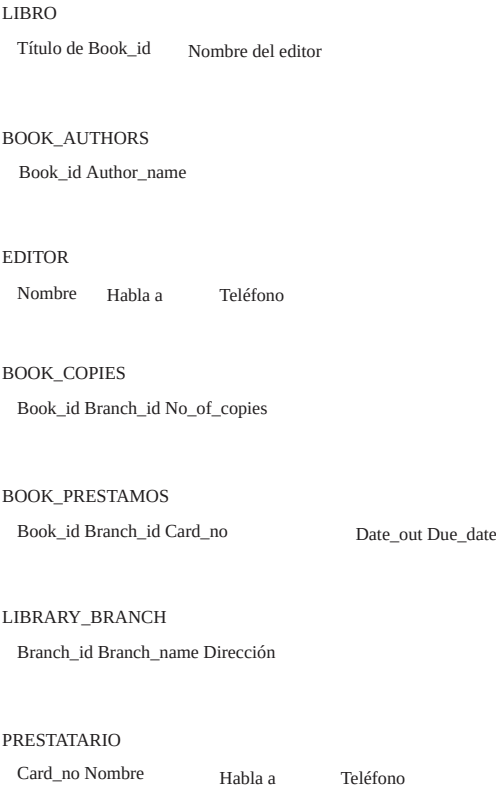 LIBRO
Título de Book_id Nombre del editor
BOOK_AUTHORS
Book_id Author_name
EDITOR
Nombre Habla a Teléfono
BOOK_COPIES
Book_id Branch_id No_of_copies
BOOK_PRESTAMOS
Book_id Branch_id Card_no Date_out Due_date
LIBRARY_BRANCH
Branch_id Branch_name Dirección
PRESTATARIO
Card_no Nombre Habla a Teléfono